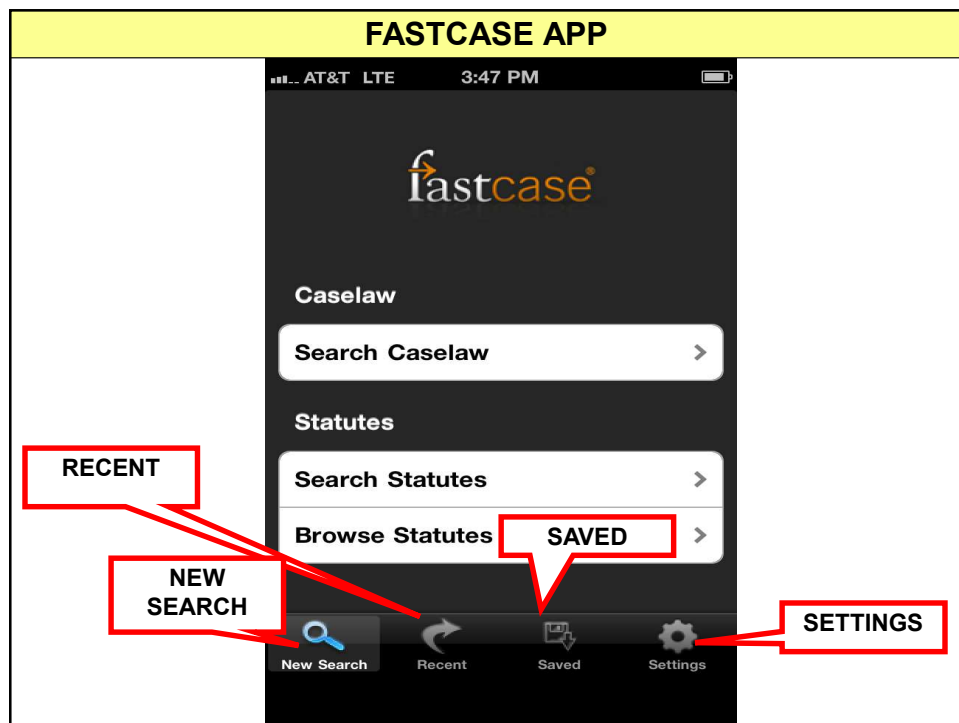 FASTCASE APP
AT&T LTE 3:47 PM
fastcase®
Caselaw
Search Caselaw
Statutes
Search Statutes
RECENT
Browse Statutes
SAVED
NEW
SEARCH
SETTINGS
New Search Recent Saved Settings